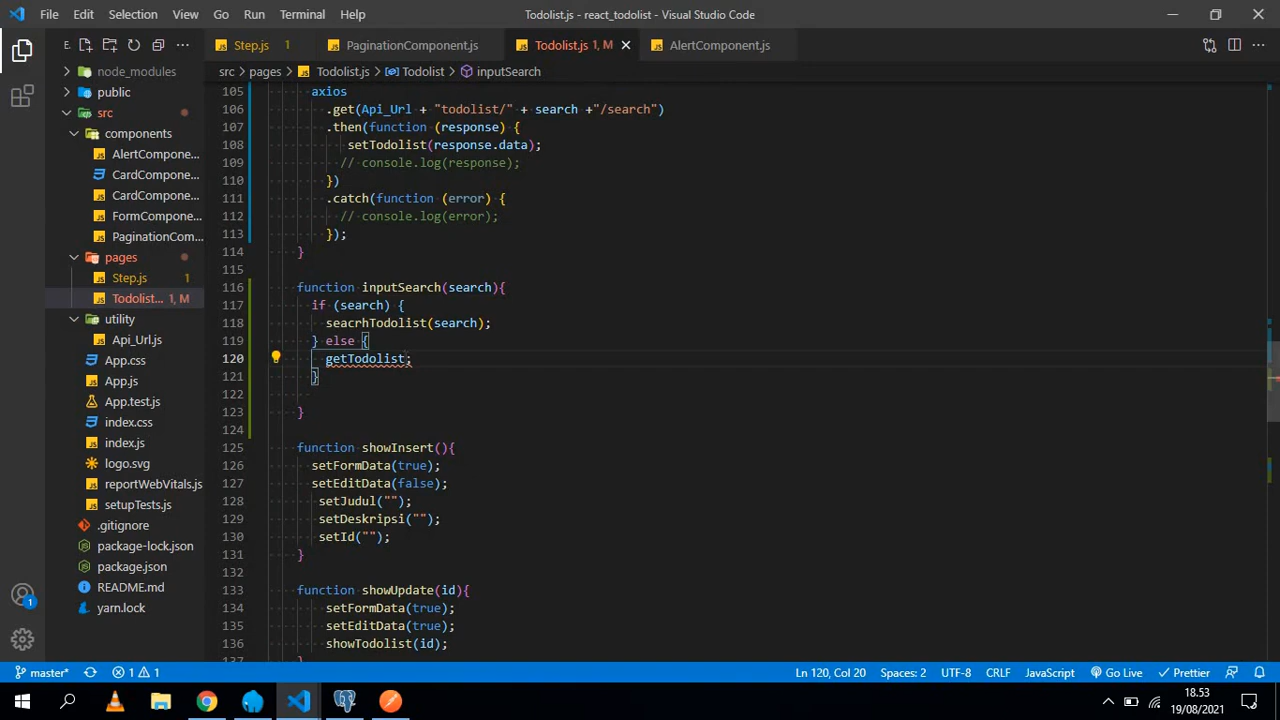 File Edit Selection View Go Run Terminal Help
Todolist.js - react_todolist - Visual Studio Code
E.
Step.js 1
PaginationComponent.js
Todolist.js 1, M
AlertComponent.js
src > pages > Todolist.js > Todolist > inputSearch
node_modules
public
src
components
AlertCompone...
CardCompone...
CardCompone...
FormCompone...
PaginationCom...
pages
Step.js 1
Todolist... 1, M
utility
Api_Url.js
App.css
App.js
App.test.js
index.css
index.js
logo.svg
reportWebVitals.js
setupTests.js
.gitignore
package-lock.json
package.json
README.md
yarn.lock
105 axios
106 .get(Api_Url + "todolist/" + search +"/search")
107 .then(function (response) {
108 setTodolist(response.data);
109 // console.log(response);
110 })
111 .catch(function (error) {
112 // console.log(error);
113 });
114 }
115
116 function inputSearch(search){
117 if (search) {
118 seacrhTodolist(search);
119 } else {
120 getTodolist;
121 }
122
123 }
124
125 function showInsert(){
126 setFormData(true);
127 setEditData(false);
128 setJudul("");
129 setDeskripsi("");
130 setId("");
131 }
132
133 function showUpdate(id){
134 setFormData(true);
135 setEditData(true);
136 showTodolist(id);
137 }
1
master* 1 1
Ln 120, Col 20 Spaces: 2 UTF-8 CRLF JavaScript Go Live Prettier
18.53
19/08/2021